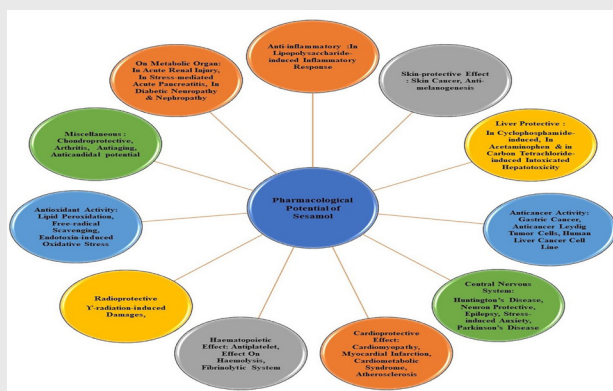 Anti-inflammatory :In
Lipopolysaccharide-
induced Inflammatory
Response
Skin-protective Effect
: Skin Cancer, Anti-
melanogenesis
Liver Protective :
In Cyclophosphamide-
induced, In
Acetaminophen & in
Carbon Tetrachloride-
induced Intoxicated
Hepatotoxicity
Anticancer Activity:
Gastric Cancer,
Anticancer Leydig
Tumor Cells, Human
Liver Cancer Cell
Line
Central Nervous
System:
Huntington's Disease,
Neuron Protective,
Epilepsy, Stress-
induced Anxiety,
Parkinson's Disease
Cardioprotective
Effect:
Cardiomyopathy,
Myocardial Infarction,
Cardiometabolic
Syndrome,
Atherosclerosis
Haematopoietic
Effect: Antiplatelet,
Effect On
Haemolysis,
Fibrinolytic System
Radioprotective
Ƴ-radiation-induced
Damages,
Antioxidant Activity:
Lipid Peroxidation,
Free-radical
Scavenging,
Endotoxin-induced
Oxidative Stress
Miscellaneous :
Chondroprotective,
Arthritis, Antiaging,
Anticandidal potential
On Metabolic Organ:
In Acute Renal Injury,
In Stress-mediated
Acute Pancreatitis, In
Diabetic Neuropathy
& Nephropathy
Pharmacological
Potential of
Sesamol